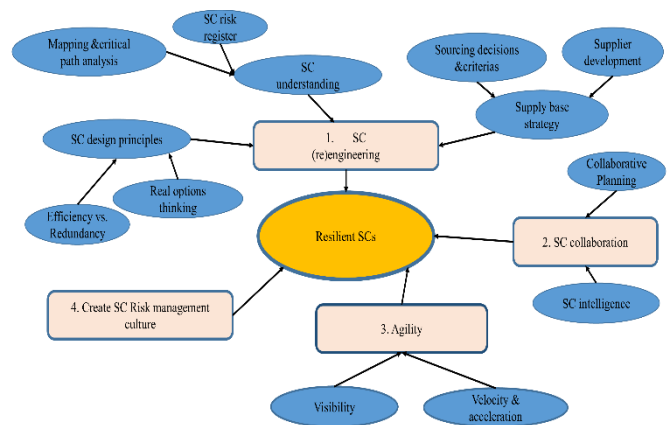 SC risk
register
Mapping &critical
path analysis
SC
understanding
Sourcing decisions
&criterias
Supplier
development
Supply base
strategy
1. SC
(re)engineering
SC design principles
Real options
thinking
Efficiency vs.
Redundancy
Collaborative
Planning
Resilient SCs
2. SC collaboration
SC intelligence
4. Create SC Risk management
culture
3. Agility
Visibility
Velocity &
acceleration